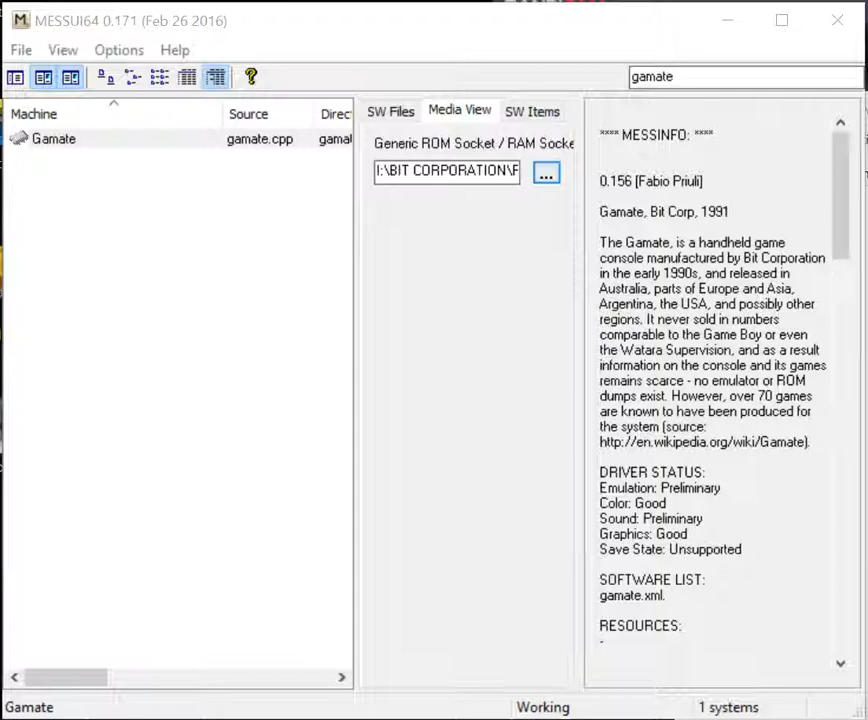 MESSUI64 0.171 (Feb 26 2016)
File View Options Help
gamate
Machine Source Direct
Gamate gamate.cpp gamat
SW Files Media View SW Items
Generic ROM Socket / RAM Socke
I:\BIT CORPORATION\F
...
**** MESSINFO: ****
0.156 [Fabio Priuli]
Gamate, Bit Corp, 1991
The Gamate, is a handheld game
console manufactured by Bit Corporation
in the early 1990s, and released in
Australia, parts of Europe and Asia,
Argentina, the USA, and possibly other
regions. It never sold in numbers
comparable to the Game Boy or even
the Watara Supervision, and as a result
information on the console and its games
remains scarce - no emulator or ROM
dumps exist. However, over 70 games
are known to have been produced for
the system (source:
http://en.wikipedia.org/wiki/Gamate).
DRIVER STATUS:
Emulation: Preliminary
Color: Good
Sound: Preliminary
Graphics: Good
Save State: Unsupported
SOFTWARE LIST:
gamate.xml.
RESOURCES:
-
Gamate Working 1 systems